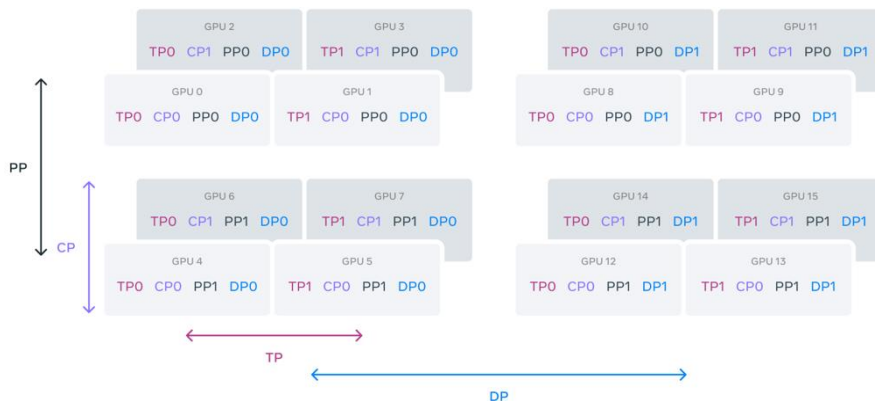 GPU 2
TP0 CP1 PP0 DP0
GPU 3
TP1 CP1 PP0 DP0
GPU 10
TP0 CP1 PP0 DP1
GPU 11
TP1 CP1 PP0 DP1
GPU 0
TP0 CP0 PP0 DP0
GPU 1
TP1 CP0 PP0 DP0
GPU 8
TP0 CP0 PP0 DP1
GPU 9
TP1 CP0 PP0 DP1
PP
GPU 6
TP0 CP1 PP1 DP0
GPU 7
TP1 CP1 PP1 DP0
GPU 14
TP0 CP1 PP1 DP1
GPU 15
TP1 CP1 PP1 DP1
CP
GPU 4
TP0 CP0 PP1 DP0
GPU 5
TP1 CP0 PP1 DP0
GPU 12
TP0 CP0 PP1 DP1
GPU 13
TP1 CP0 PP1 DP1
TP
DP